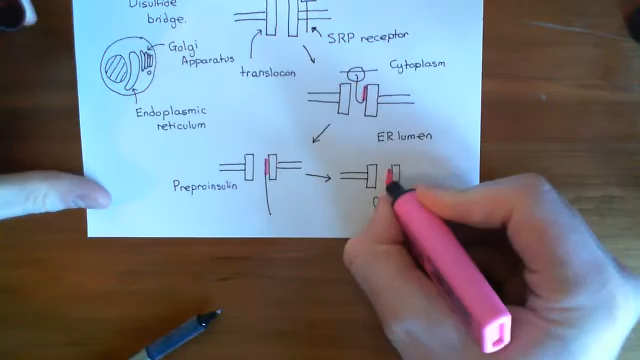 Disulfide
bridge.
Golgi
Apparatus
SRP receptor
translocon
Cytoplasm
Endoplasmic
reticulum
ER lumen
Preproinsulin